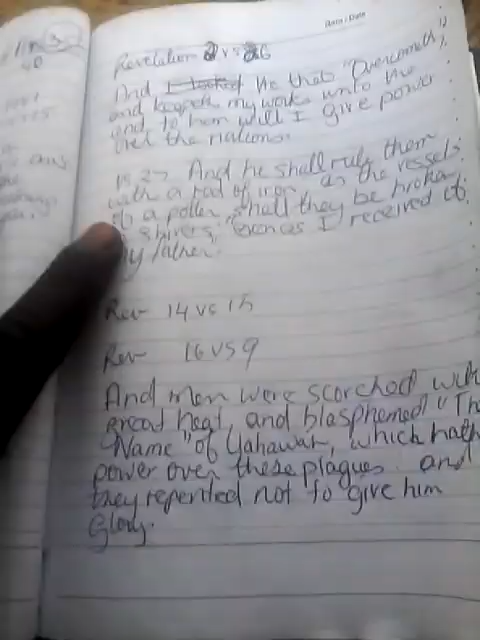 Date / Date
Revelation 2 vs 26
And I looked He that "Overcometh",
and keepeth my works unto the
end to him will I give power
over the nations.
vs 27 And he shall rule them
with a rod of iron, as the vessels
of a potter "shall they be broken
shivers," even as I received of
my father.
Rev 14 vs 15
Rev 16 vs 9
And men were scorched with
great heat, and blasphemed "The
Name" of Yahawah, which hath
power over these plagues and
they repented not to give him
Glory.